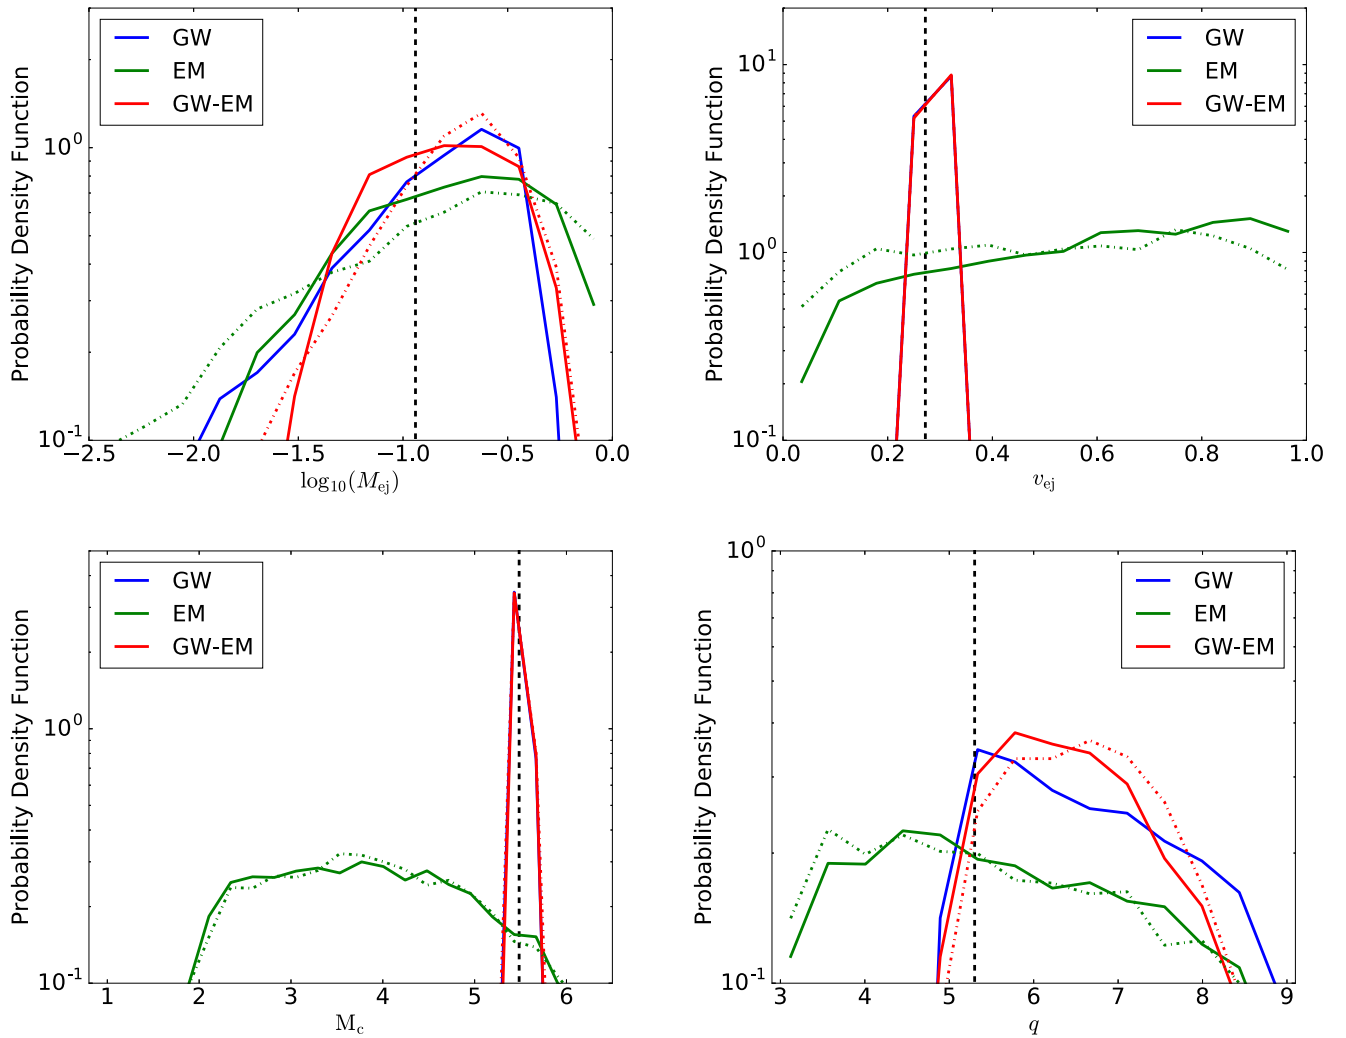 GW
EM
GW-EM
Probability Density Function
10^0
10^-1
−2.5 −2.0 −1.5 −1.0 −0.5 0.0
log10(Mej)
GW
EM
GW-EM
Probability Density Function
10^1
10^0
10^-1
0.0 0.2 0.4 0.6 0.8 1.0
vej
GW
EM
GW-EM
Probability Density Function
10^0
10^-1
1 2 3 4 5 6
Mc
GW
EM
GW-EM
Probability Density Function
10^0
10^-1
3 4 5 6 7 8 9
q